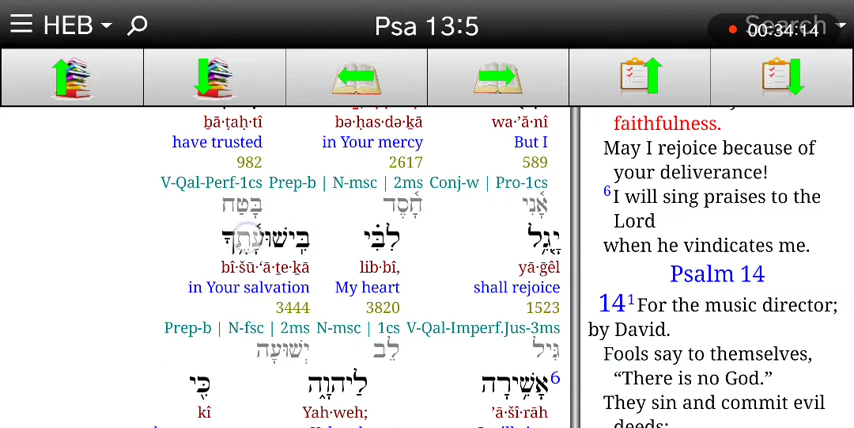 HEB
Psa 13:5
00:34:14
ḇā·ṭaḥ·tî bə·ḥas·də·ḵā wa·’ă·nî
have trusted in Your mercy But I
982 2617 589
V-Qal-Perf-1cs Prep-b | N-msc | 2ms Conj-w | Pro-1cs
אֲנִי חֶסֶד בָּטַח
יָ֤גֵ֥ל לִבִּ֗י בִּֽישׁוּעָ֫תֶ֥ךָ
bî·šū·‘ā·ṯe·ḵā lib·bî, yā·ḡêl
in Your salvation My heart shall rejoice
3444 3820 1523
Prep-b | N-fsc | 2ms N-msc | 1cs V-Qal-Imperf.Jus-3ms
גִּיל לֵב יְשׁוּעָה
6 אָשִׁ֥ירָה לַיהוָ֑ה כִּ֖י
kî Yah·weh; ’ā·šî·rāh
faithfulness.
May I rejoice because of
your deliverance!
6 I will sing praises to the
Lord
when he vindicates me.
Psalm 14
14 1 For the music director;
by David.
Fools say to themselves,
“There is no God.”
They sin and commit evil
deeds;